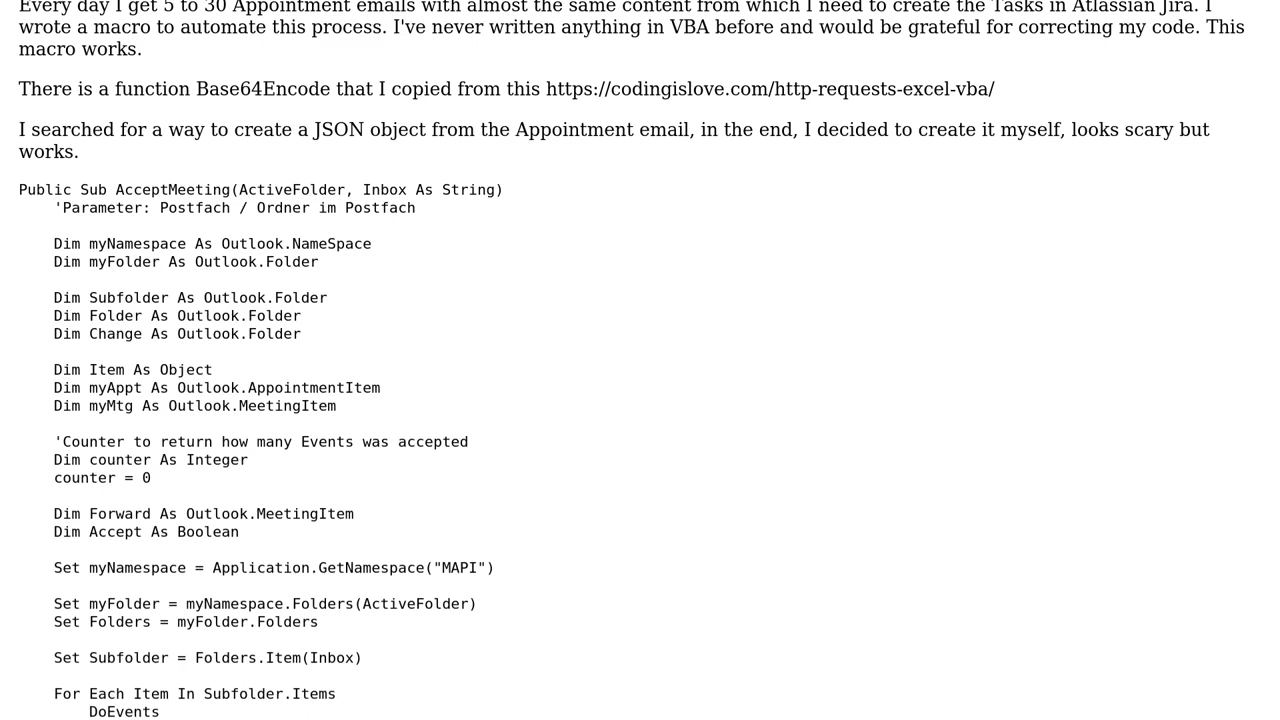 Every day I get 5 to 30 Appointment emails with almost the same content from which I need to create the Tasks in Atlassian Jira. I
wrote a macro to automate this process. I've never written anything in VBA before and would be grateful for correcting my code. This
macro works.
There is a function Base64Encode that I copied from this https://codingislove.com/http-requests-excel-vba/
I searched for a way to create a JSON object from the Appointment email, in the end, I decided to create it myself, looks scary but
works.
Public Sub AcceptMeeting(ActiveFolder, Inbox As String)
    'Parameter: Postfach / Ordner im Postfach
    Dim myNamespace As Outlook.NameSpace
    Dim myFolder As Outlook.Folder
    Dim Subfolder As Outlook.Folder
    Dim Folder As Outlook.Folder
    Dim Change As Outlook.Folder
    Dim Item As Object
    Dim myAppt As Outlook.AppointmentItem
    Dim myMtg As Outlook.MeetingItem
    'Counter to return how many Events was accepted
    Dim counter As Integer
    counter = 0
    Dim Forward As Outlook.MeetingItem
    Dim Accept As Boolean
    Set myNamespace = Application.GetNamespace("MAPI")
    Set myFolder = myNamespace.Folders(ActiveFolder)
    Set Folders = myFolder.Folders
    Set Subfolder = Folders.Item(Inbox)
    For Each Item In Subfolder.Items
        DoEvents